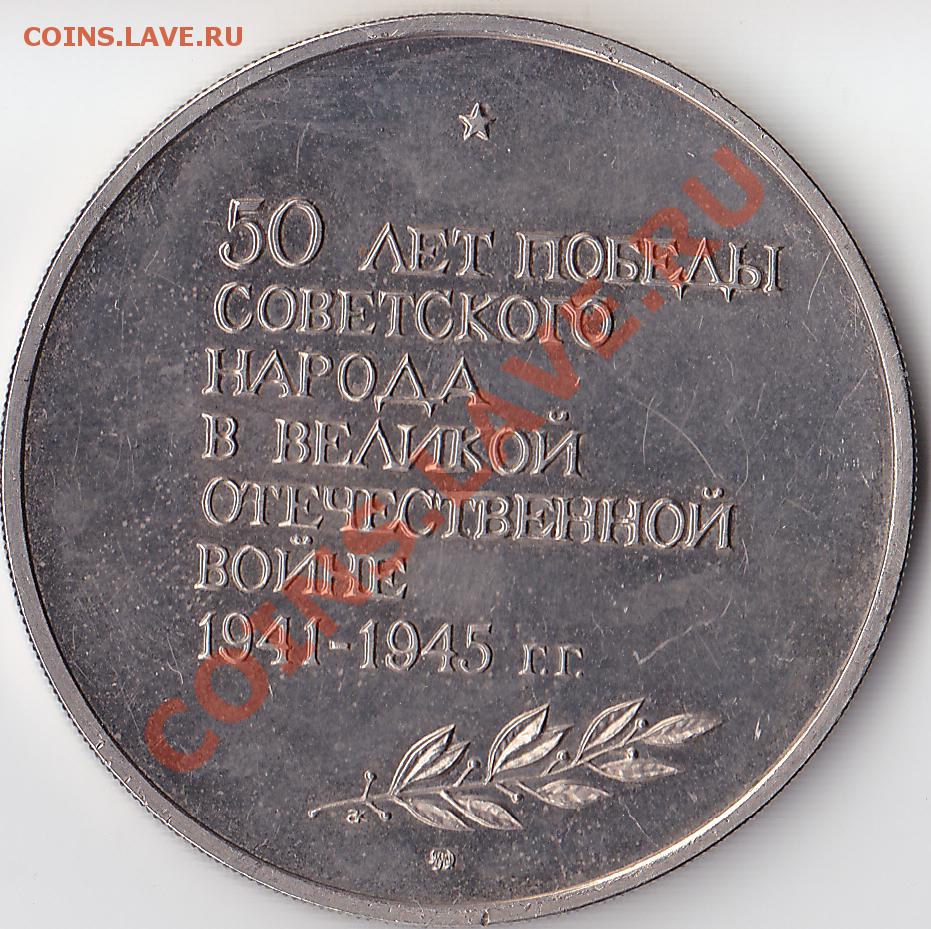 COINS.LAVE.RU
50 ЛЕТ ПОБЕДЫ
СОВЕТСКОГО
НАРОДА
В ВЕЛИКОЙ
ОТЕЧЕСТВЕННОЙ
ВОЙНЕ
1941-1945 г.г.
COINS.LAVE.RU